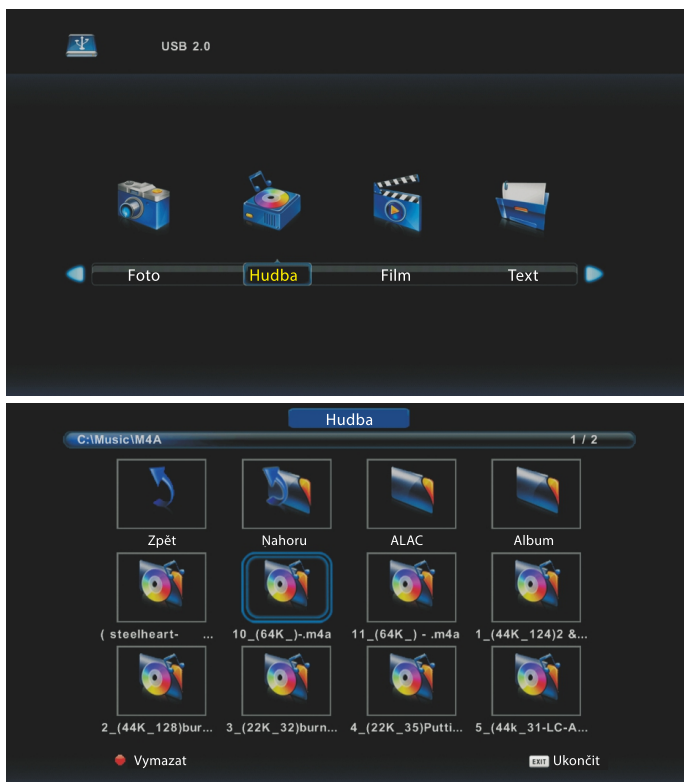 USB 2.0
Foto Hudba Film Text
Hudba
C:\Music\M4A 1 / 2
Zpět Nahoru ALAC Album
( steelheart- ... 10_(64K_)-.m4a 11_(64K_) - .m4a 1_(44K_124)2 &...
2_(44K_128)bur... 3_(22K_32)burn... 4_(22K_35)Putti... 5_(44k_31-LC-A...
Vymazat EXIT Ukončit